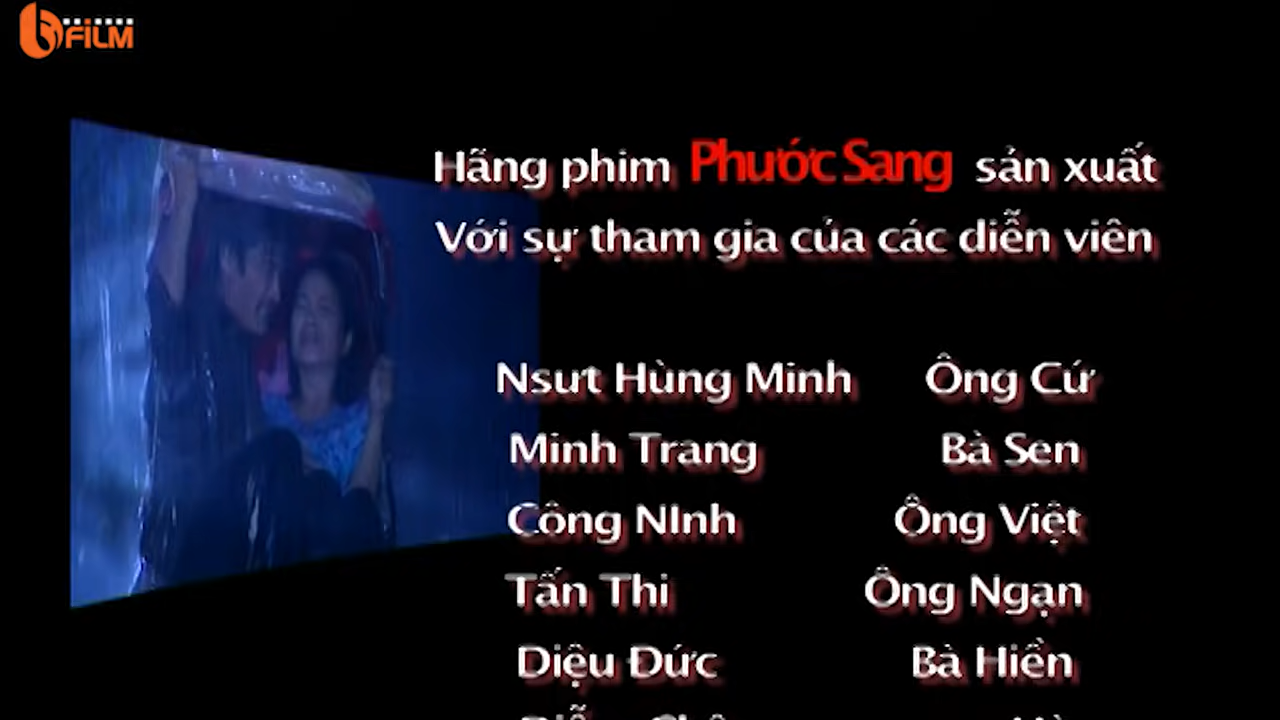 FiLM
Hãng phim Phước Sang sản xuất
Với sự tham gia của các diễn viên
Nsưt Hùng Minh Ông Cứ
Minh Trang Bà Sen
Công NInh Ông Việt
Tấn Thi Ông Ngạn
Diệu Đức Bà Hiền